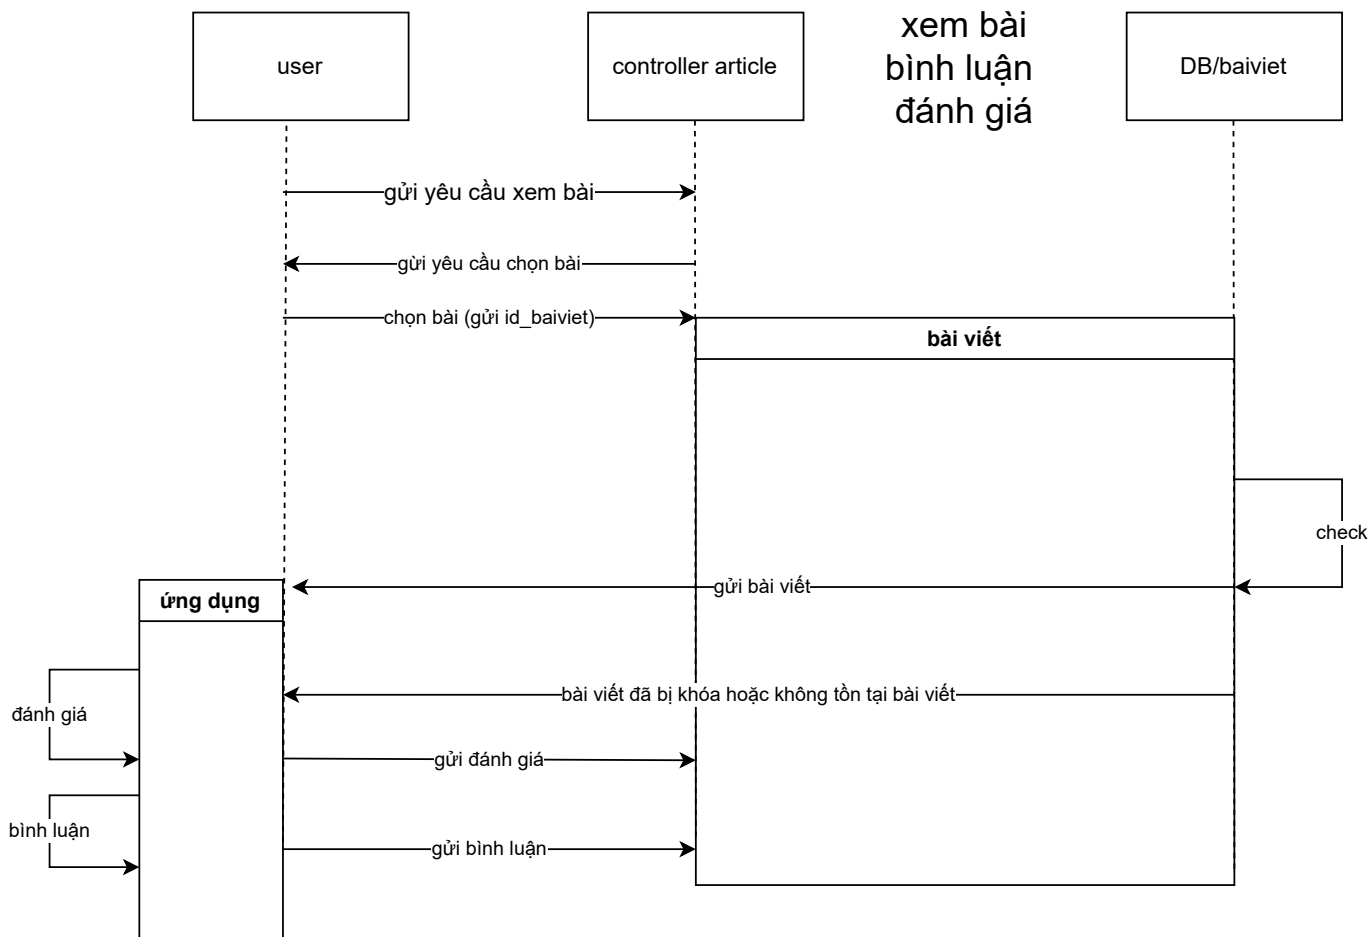 user
controller article
xem bài
bình luận
đánh giá
DB/baiviet
gửi yêu cầu xem bài
gừi yêu cầu chọn bài
chọn bài (gửi id_baiviet)
bài viết
check
gửi bài viết
ứng dụng
bài viết đã bị khóa hoặc không tồn tại bài viết
đánh giá
gửi đánh giá
bình luận
gửi bình luận